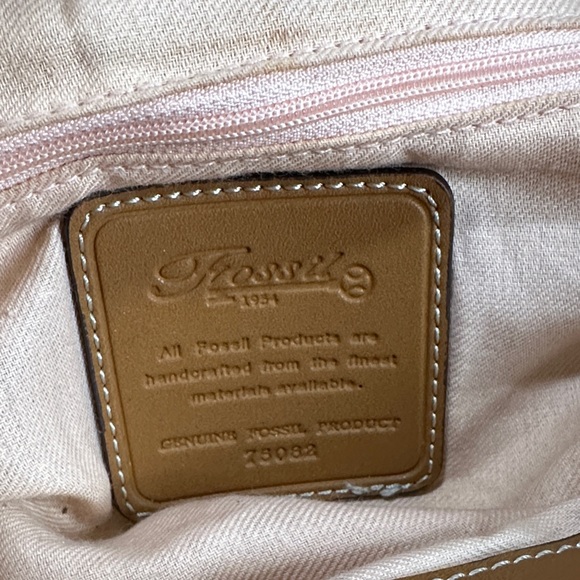 Fossil
1954
All Fossil Products are
handcrafted from the finest
materials available.
GENUINE FOSSIL PRODUCT
75082